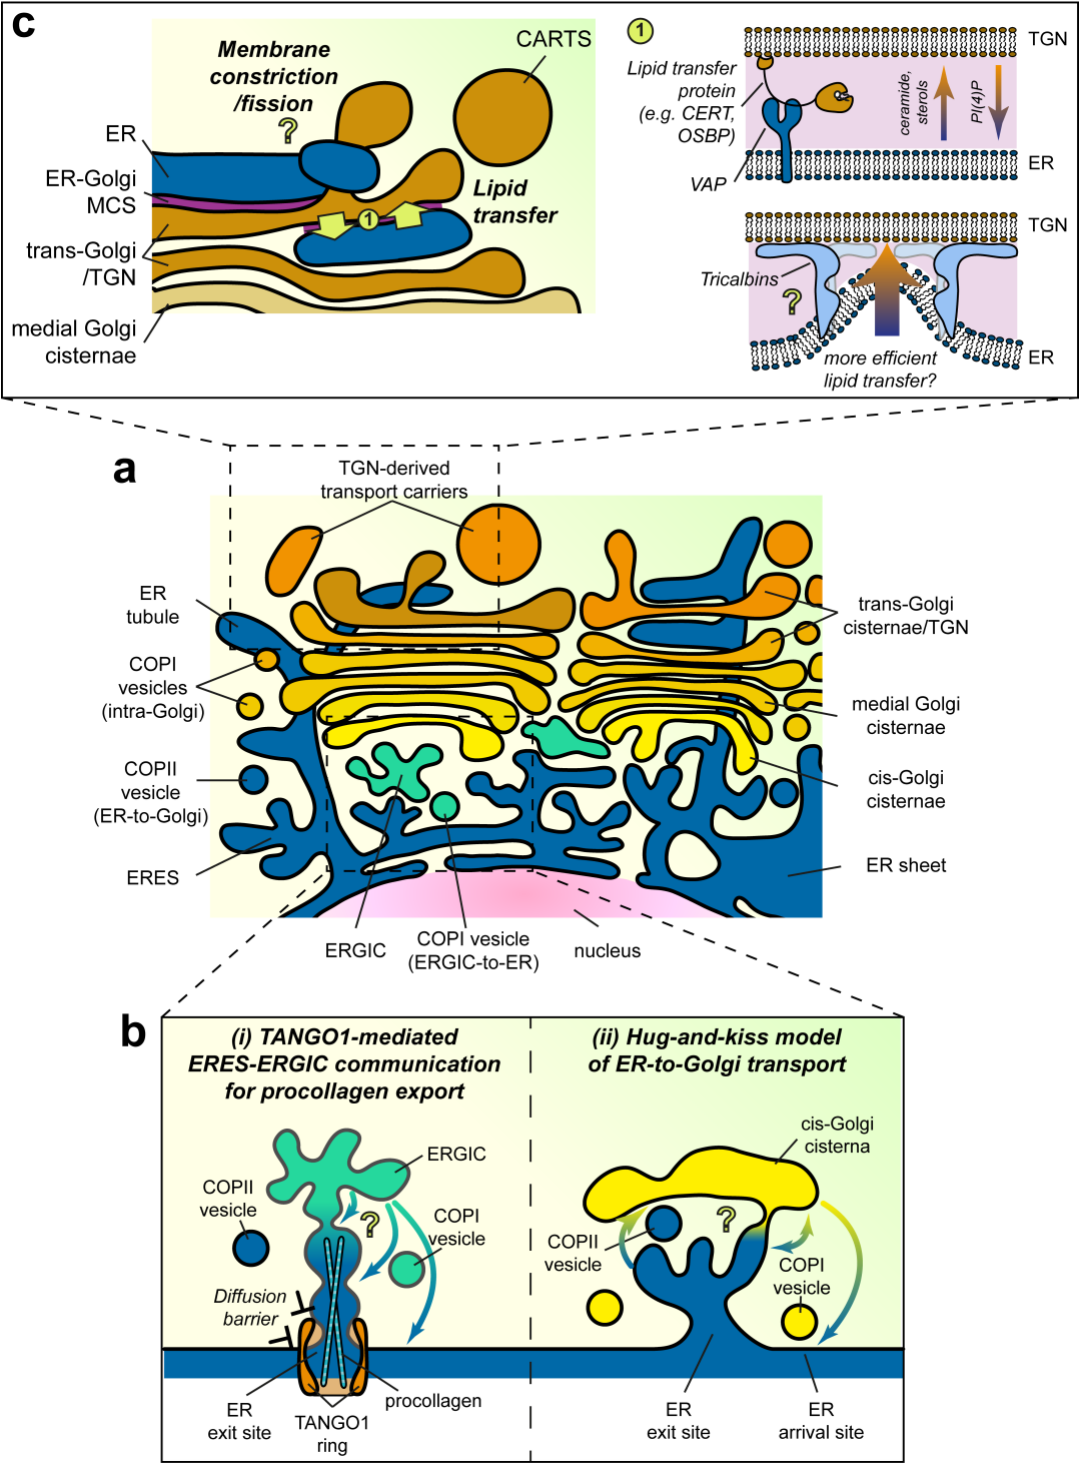 c
Membrane
constriction
/fission
?
CARTS
ER
ER-Golgi
MCS
trans-Golgi
/TGN
medial Golgi
cisternae
1
Lipid
transfer
1
Lipid transfer
protein
(e.g. CERT,
OSBP)
VAP
ceramide,
sterols
PI(4)P
TGN
ER
TGN
Tricalbins
?
ER
more efficient
lipid transfer?
a
TGN-derived
transport carriers
ER
tubule
COPI
vesicles
(intra-Golgi)
COPII
vesicle
(ER-to-Golgi)
ERES
trans-Golgi
cisternae/TGN
medial Golgi
cisternae
cis-Golgi
cisternae
ER sheet
ERGIC
COPI vesicle
(ERGIC-to-ER)
nucleus
b
(i) TANGO1-mediated
ERES-ERGIC communication
for procollagen export
ERGIC
COPII
vesicle
?
COPI
vesicle
Diffusion
barrier
ER
exit site
TANGO1
ring
procollagen
(ii) Hug-and-kiss model
of ER-to-Golgi transport
cis-Golgi
cisterna
?
COPII
vesicle
COPI
vesicle
ER
exit site
ER
arrival site